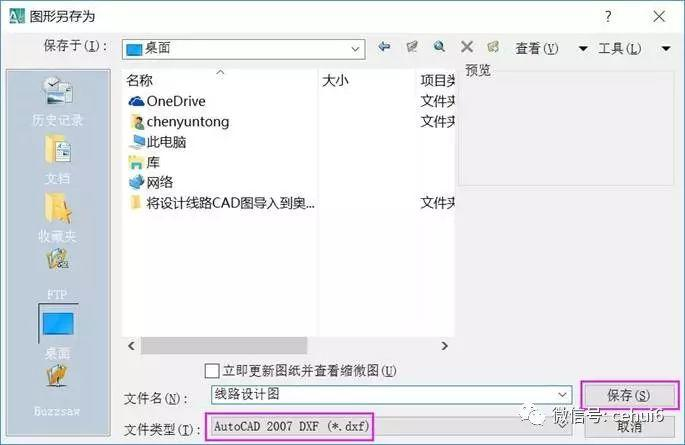 图形另存为
保存于(I):
桌面
查看(V)
工具(L)
名称
大小
项目类
预览
OneDrive
文件夹
chenyuntong
文件夹
此电脑
库
网络
将设计线路CAD图导入到奥...
文件夹
历史记录
文档
收藏夹
FTP
桌面
Buzzsaw
立即更新图纸并查看缩微图(U)
文件名(N):
线路设计图
保存(S)
文件类型(T):
AutoCAD 2007 DXF (*.dxf)
取消
微信号: cehui6